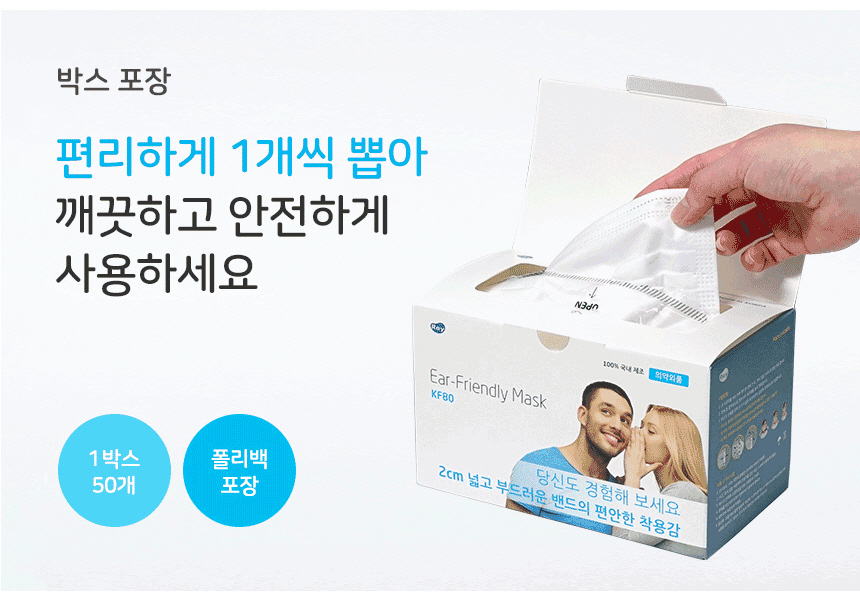 박스 포장
편리하게 1개씩 뽑아
깨끗하고 안전하게
사용하세요
1박스
50개
폴리백
포장
OPEN
100% 국내 제조 의약외품
Ear-Friendly Mask
KF80
당신도 경험해 보세요
2cm 넓고 부드러운 밴드의 편안한 착용감